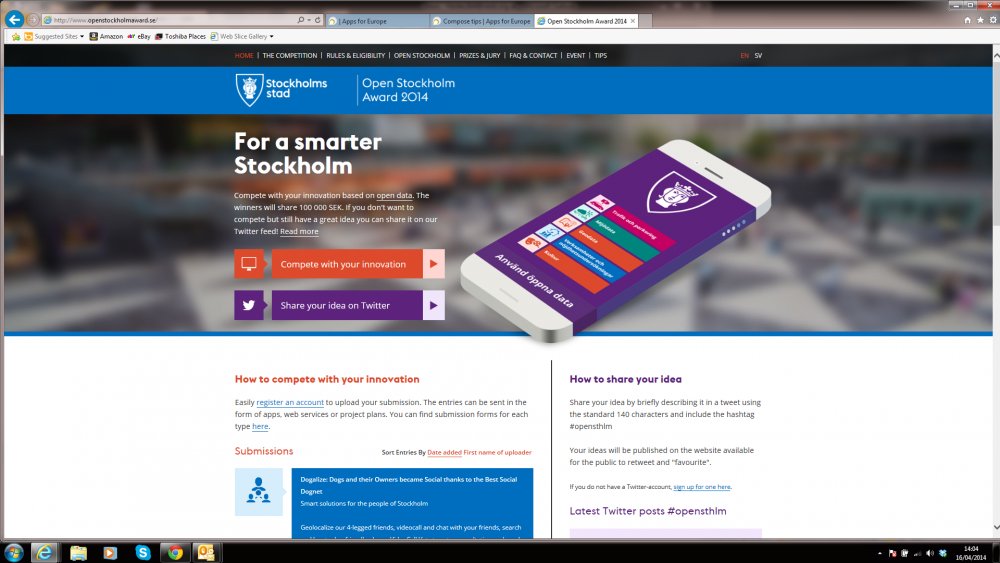 http://www.openstockholmaward.se/
| Apps for Europe
Compose tips | Apps for Europe
Open Stockholm Award 2014
Suggested Sites
Amazon
eBay
Toshiba Places
Web Slice Gallery
HOME | THE COMPETITION | RULES & ELIGIBILITY | OPEN STOCKHOLM | PRIZES & JURY | FAQ & CONTACT | EVENT | TIPS
EN SV
Stockholms
stad
Open Stockholm
Award 2014
For a smarter
Stockholm
Compete with your innovation based on open data. The
winners will share 100 000 SEK. If you don't want to
compete but still have a great idea you can share it on our
Twitter feed! Read more
Compete with your innovation
Share your idea on Twitter
Trafik och parkering
Miljödata
Geodata
Verksamheter och
Kultur
Använd öppna data
How to compete with your innovation
Easily register an account to upload your submission. The entries can be sent in the
form of apps, web services or project plans. You can find submission forms for each
type here.
Submissions
Sort Entries By Date added First name of uploader
Dogalize: Dogs and their Owners became Social thanks to the Best Social
Dognet
Smart solutions for the people of Stockholm
Geolocalize our 4-legged friends, videocall and chat with your friends, search
How to share your idea
Share your idea by briefly describing it in a tweet using
the standard 140 characters and include the hashtag
#opensthlm
Your ideas will be published on the website available
for the public to retweet and "favourite".
If you do not have a Twitter-account, sign up for one here.
Latest Twitter posts #opensthlm
14:04
16/04/2014